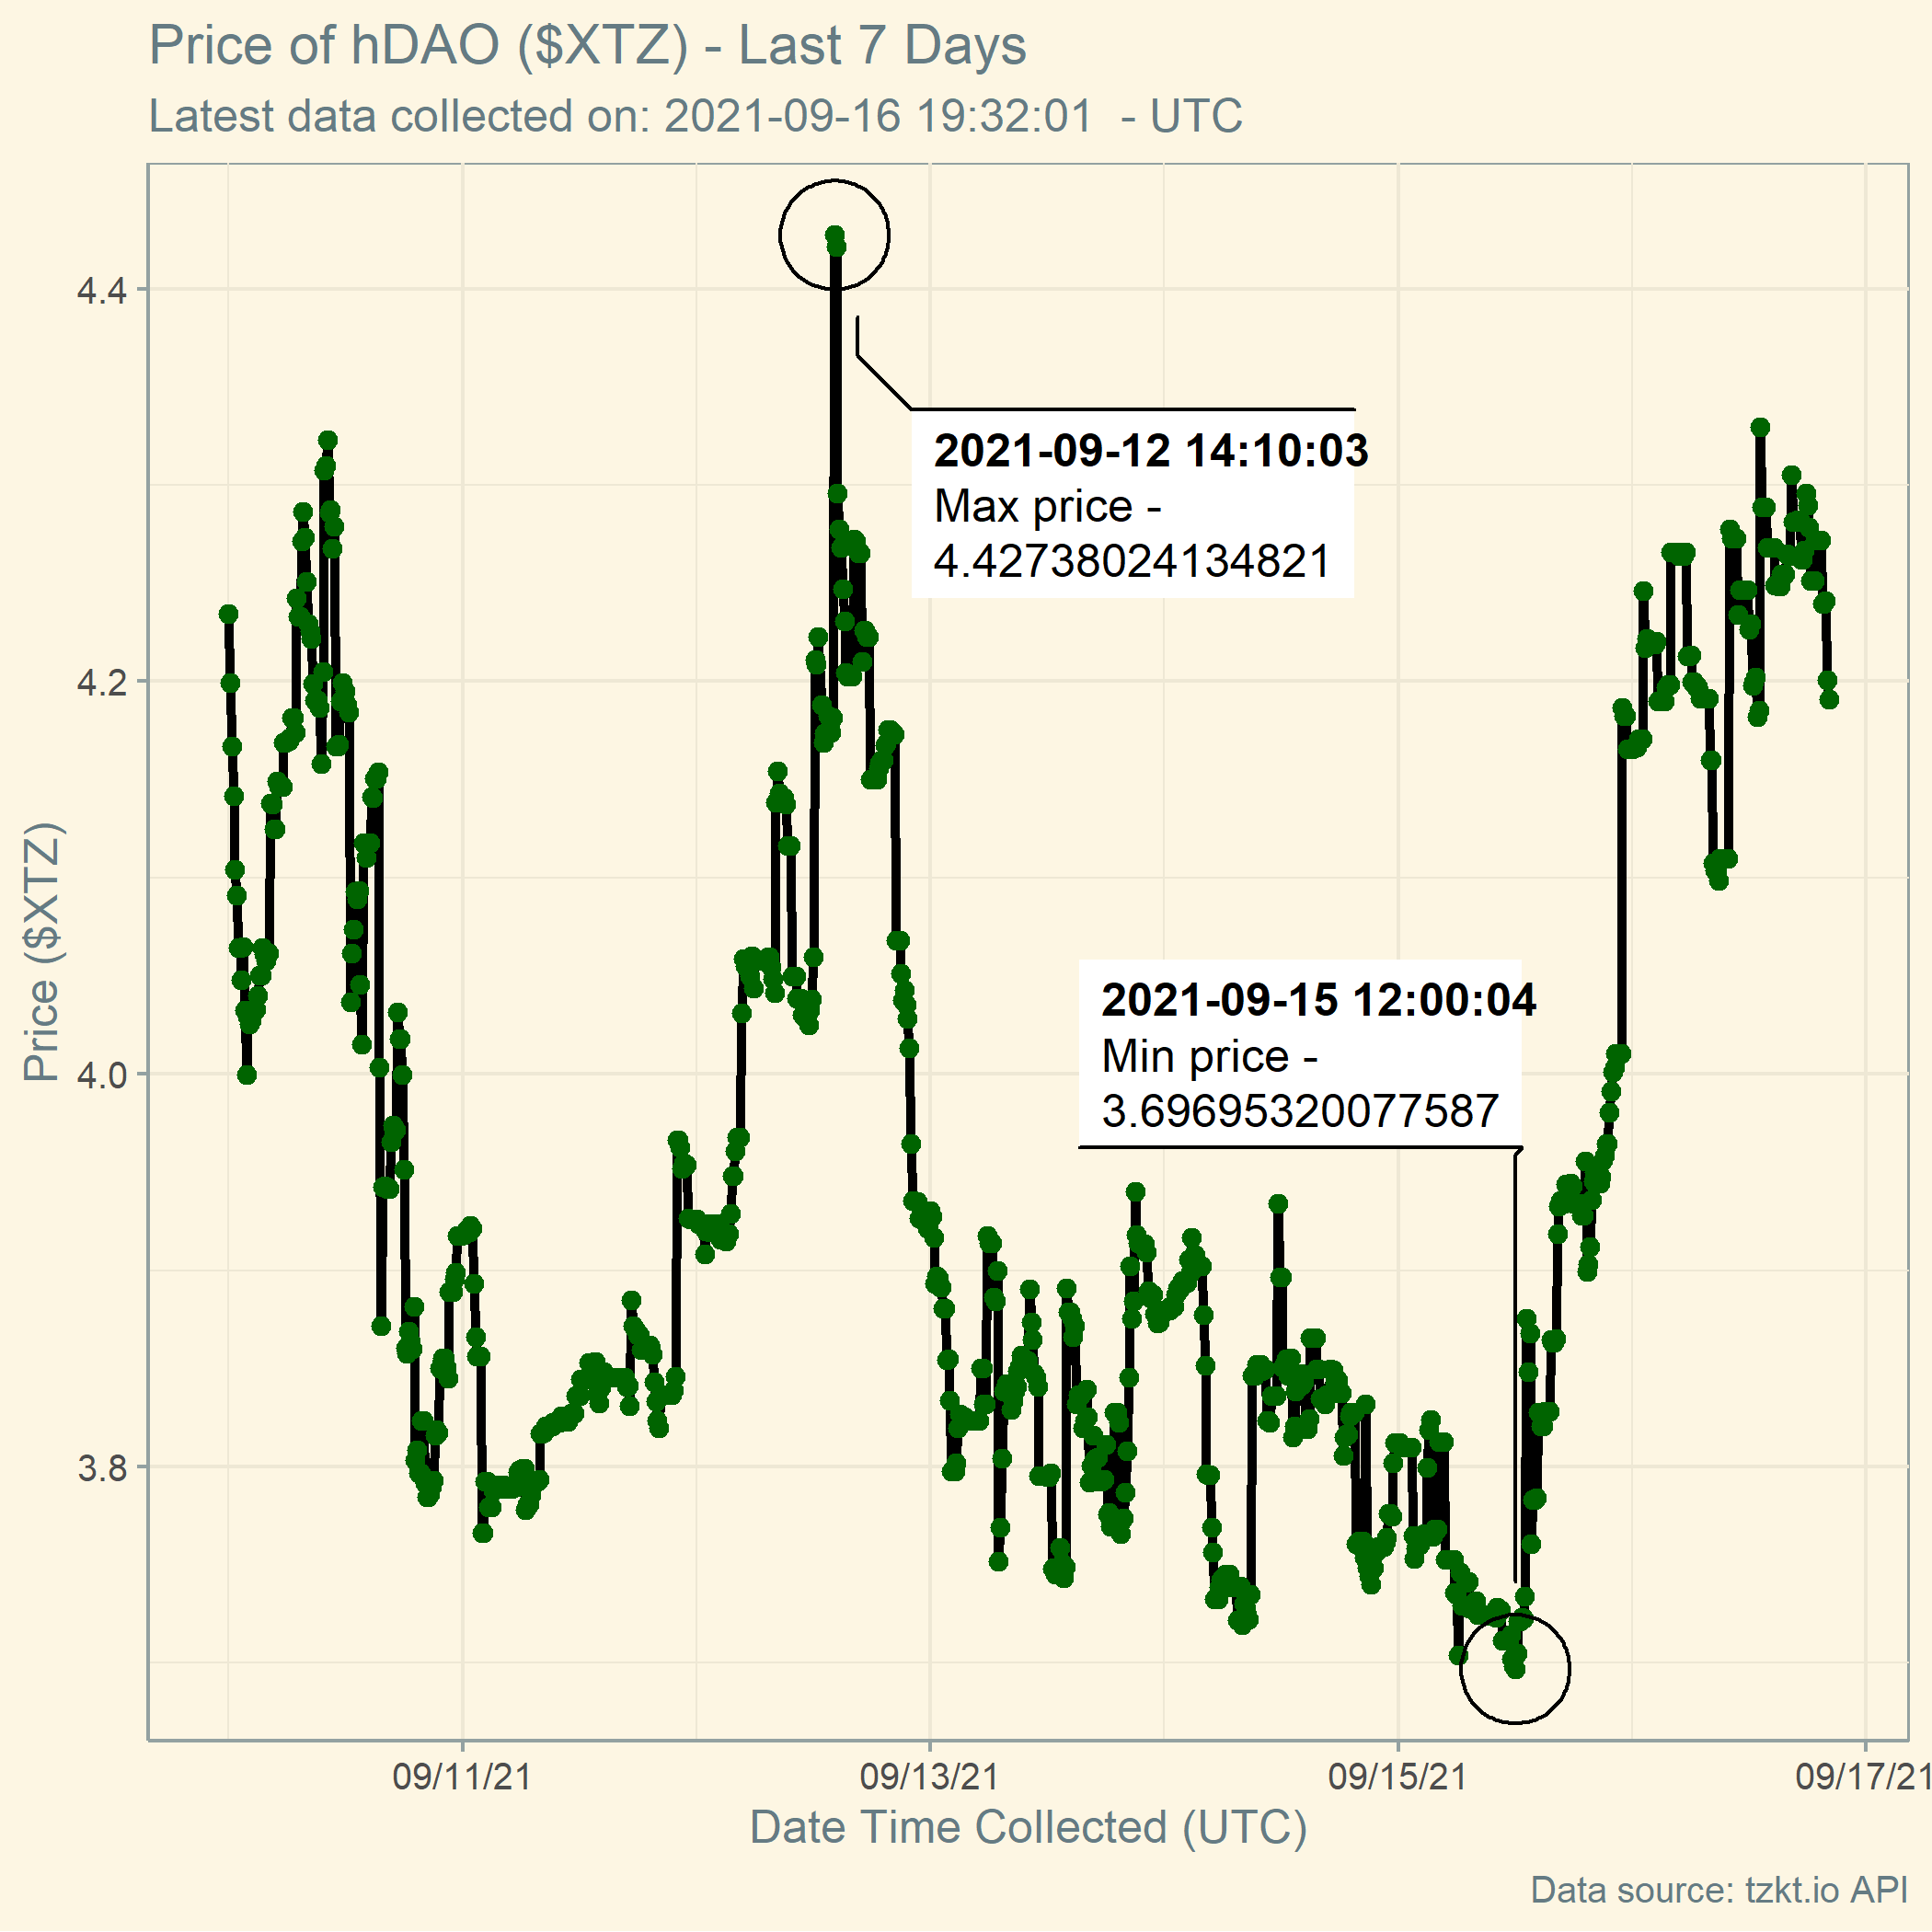 Price of hDAO ($XTZ) - Last 7 Days
Latest data collected on: 2021-09-16 19:32:01  - UTC
4.4
4.2
4.0
3.8
Price ($XTZ)
2021-09-12 14:10:03
Max price -
4.42738024134821
2021-09-15 12:00:04
Min price -
3.69695320077587
09/11/21
09/13/21
09/15/21
09/17/21
Date Time Collected (UTC)
Data source: tzkt.io API